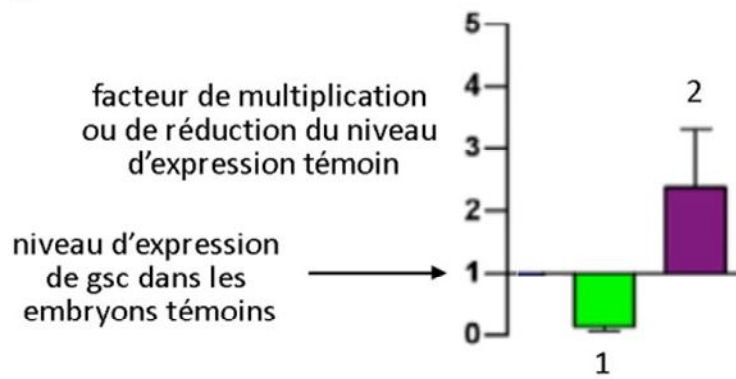 5
4
facteur de multiplication
2
ou de réduction du niveau
3
d'expression témoin
2
niveau d'expression
de gsc dans les
1
embryons témoins
0
1